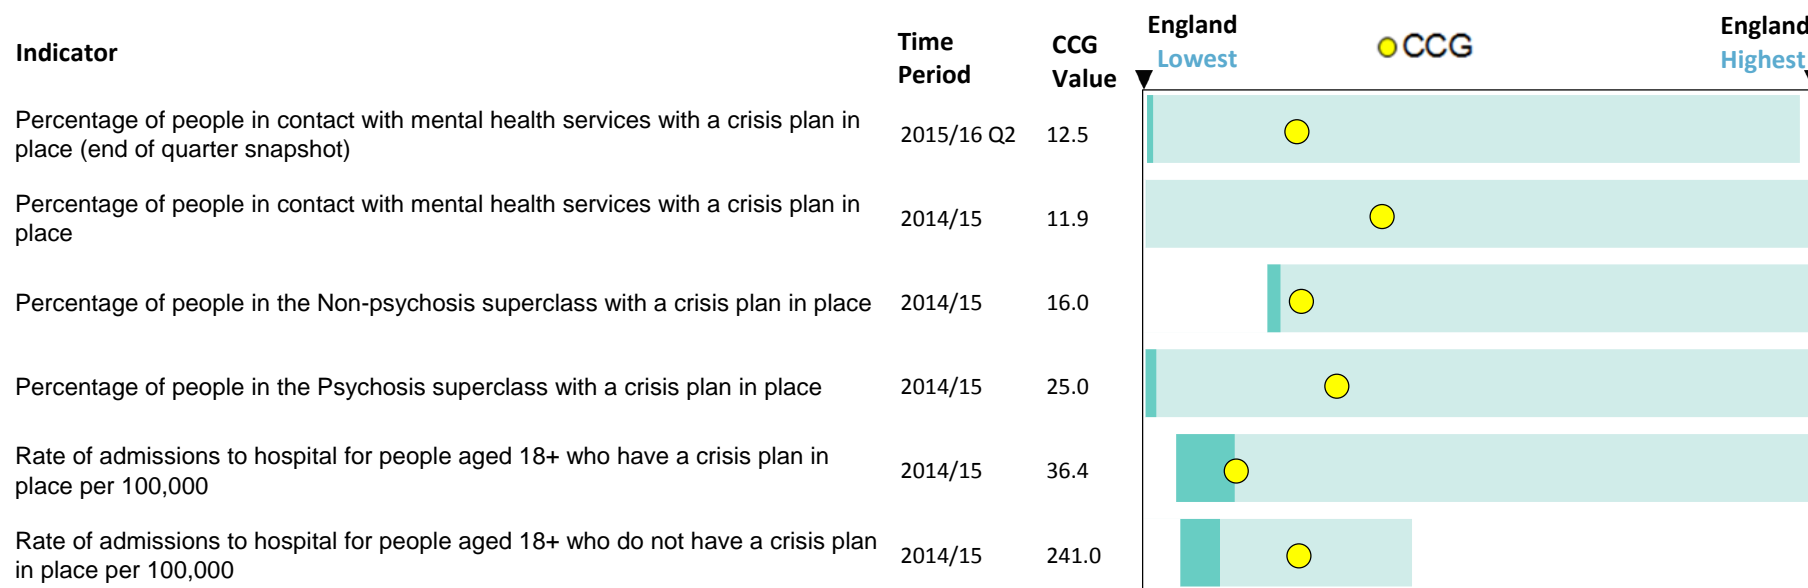 Indicator
Time Period
CCG Value
England Lowest
CCG
England Highest
Percentage of people in contact with mental health services with a crisis plan in
place (end of quarter snapshot)
2015/16 Q2
12.5
Percentage of people in contact with mental health services with a crisis plan in
place
2014/15
11.9
Percentage of people in the Non-psychosis superclass with a crisis plan in place
2014/15
16.0
Percentage of people in the Psychosis superclass with a crisis plan in place
2014/15
25.0
Rate of admissions to hospital for people aged 18+ who have a crisis plan in
place per 100,000
2014/15
36.4
Rate of admissions to hospital for people aged 18+ who do not have a crisis plan
in place per 100,000
2014/15
241.0